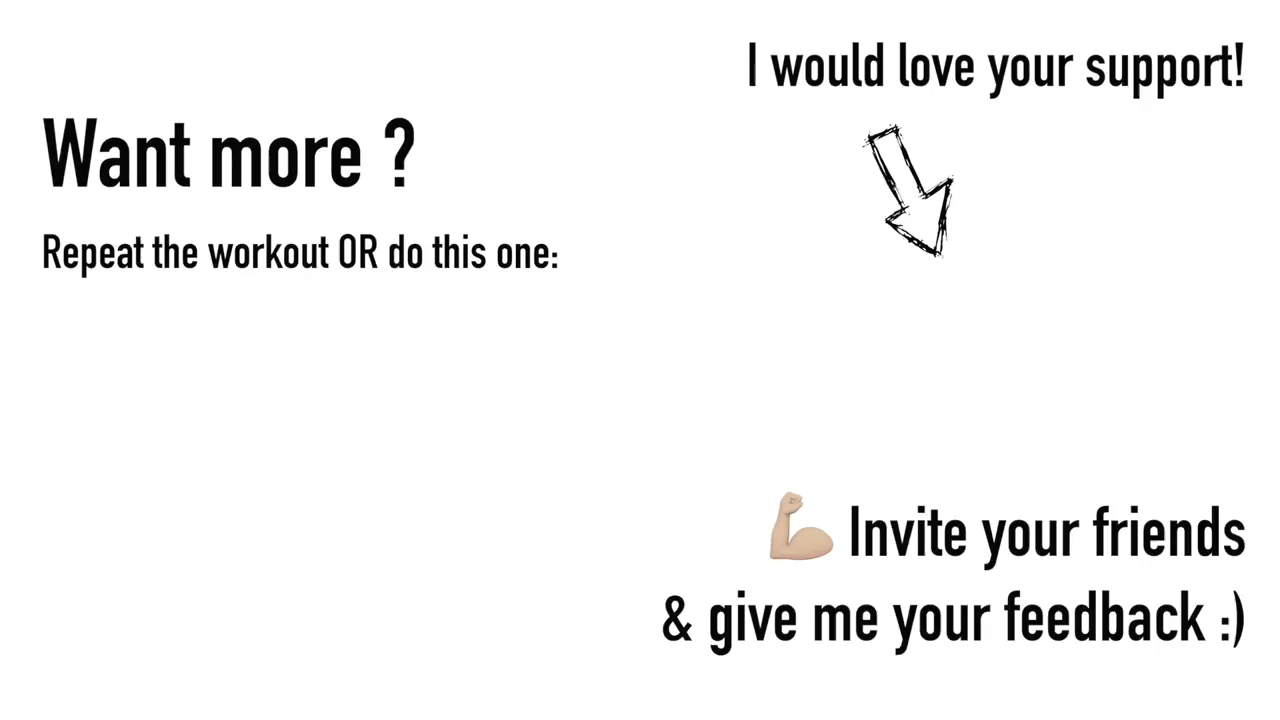 I would love your support!
Want more ?
Repeat the workout OR do this one:
💪🏼 Invite your friends
& give me your feedback :)